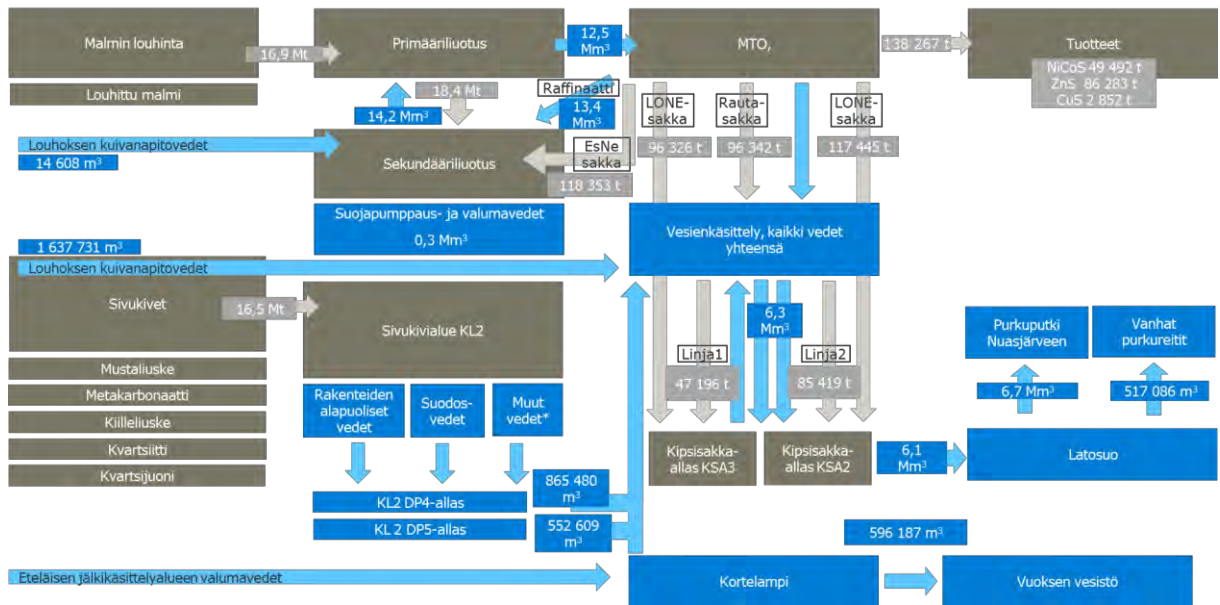 Malmin louhinta
16,9 Mt
Primääriliuotus
12,5
Mm³
MTO,
138 267 t
Tuotteet
NiCoS 49 492 t
ZnS 86 283 t
CuS 2 852 t
Louhittu malmi
14,2 Mm³
18,4 Mt
Raffinaatti
13,4
Mm³
LONE-
sakka
96 326 t
Rauta-
sakka
96 342 t
LONE-
sakka
117 445 t
Louhoksen kuivanapitovedet
14 608 m³
Sekundääriliuotus
EsNe
sakka
118 353 t
Suojapumppaus- ja valumavedet
0,3 Mm³
Vesienkäsittely, kaikki vedet
yhteensä
1 637 731 m³
Louhoksen kuivanapitovedet
Sivukivet
16,5 Mt
Sivukivialue KL2
6,3
Mm³
Linja1
47 196 t
Linja2
85 419 t
Purkuputki
Nuasjärveen
Vanhat
purkureitit
6,7 Mm³
517 086 m³
Mustaliuske
Metakarbonaatti
Kiilleliuske
Kvartsiitti
Kvartsijuoni
Rakenteiden
alapuoliset
vedet
Suodos-
vedet
Muut
vedet*
Kipsisakka-
allas KSA3
Kipsisakka-
allas KSA2
6,1
Mm³
Latosuo
KL2 DP4-allas
865 480
m³
KL 2 DP5-allas
552 609
m³
596 187 m³
Eteläisen jälkikäsittelyalueen valumavedet
Kortelampi
Vuoksen vesistö